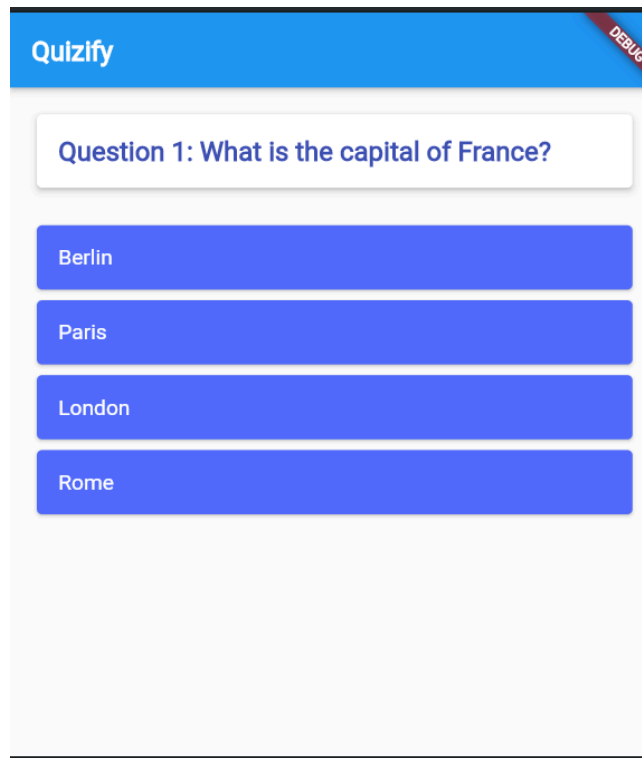 Quizify
DEBUG
Question 1: What is the capital of France?
Berlin
Paris
London
Rome